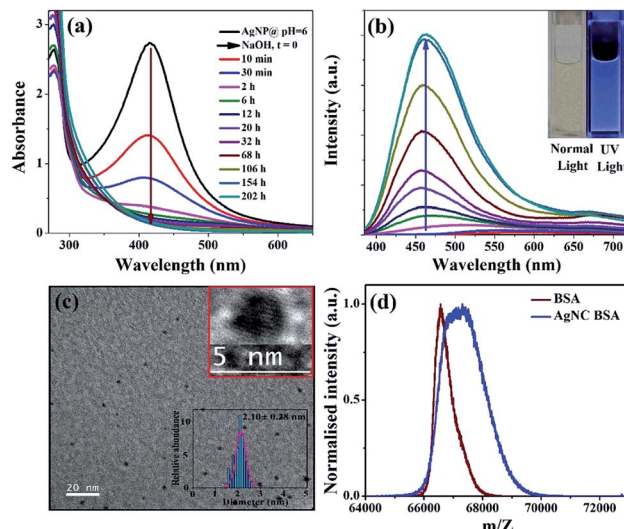 (a)
AgNP@ pH=6
NaOH, t = 0
10 min
30 min
2 h
6 h
12 h
20 h
32 h
68 h
106 h
154 h
202 h
Absorbance
3
2
1
0
300 400 500 600
Wavelength (nm)
(b)
Intensity (a.u.)
Normal Light
UV Light
400 450 500 550 600 650 700
Wavelength (nm)
(c)
5 nm
2.10± 0.28 nm
Relative abundance
0 1 2 3 4 5
Diameter (nm)
20 nm
(d)
BSA
AgNC BSA
Normalised intensity (a.u.)
1.0
0.5
0.0
64000 66000 68000 70000 72000
m/Z